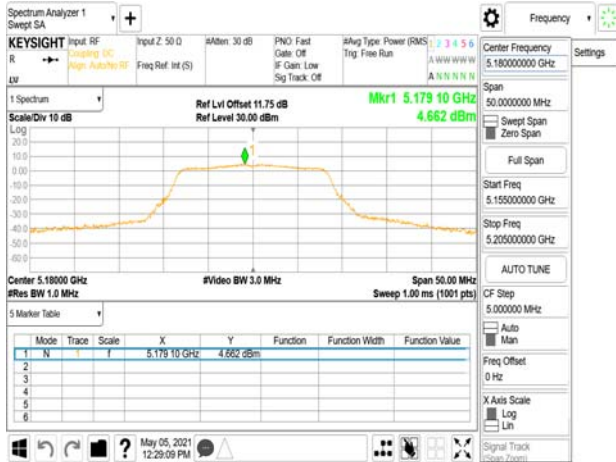 Spectrum Analyzer 1
Swept SA
+
Frequency
KEYSIGHT
R
Input: RF
Coupling: DC
Align: Auto/No RF
Input Z: 50 Ω
Freq Ref: Int (S)
#Atten: 30 dB
PNO: Fast
Gate: Off
IF Gain: Low
Sig Track: Off
#Avg Type: Power (RMS)
Trig: Free Run
1 2 3 4 5 6
A W W W W W
A N N N N N
Center Frequency
5.180000000 GHz
Settings
Span
50.0000000 MHz
Swept Span
Zero Span
Full Span
Start Freq
5.155000000 GHz
Stop Freq
5.205000000 GHz
AUTO TUNE
CF Step
5.000000 MHz
Auto
Man
Freq Offset
0 Hz
X Axis Scale
Log
Lin
Signal Track
(Span Zoom)
1 Spectrum
Scale/Div 10 dB
Ref Lvl Offset 11.75 dB
Ref Level 30.00 dBm
Mkr1 5.179 10 GHz
4.662 dBm
Log
20.0
10.0
0.00
-10.0
-20.0
-30.0
-40.0
-50.0
-60.0
1
Center 5.18000 GHz
#Res BW 1.0 MHz
#Video BW 3.0 MHz
Span 50.00 MHz
Sweep 1.00 ms (1001 pts)
5 Marker Table
Mode Trace Scale X Y Function Function Width Function Value
1 N 1 f 5.179 10 GHz 4.662 dBm
2
3
4
5
6
?
May 05, 2021
12:29:09 PM